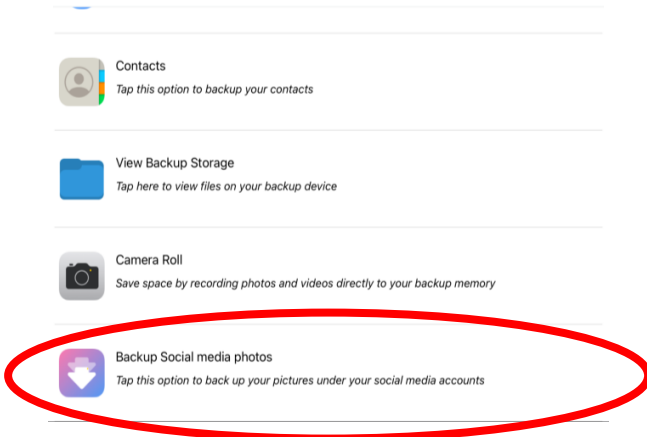 Contacts
Tap this option to backup your contacts
View Backup Storage
Tap here to view files on your backup device
Camera Roll
Save space by recording photos and videos directly to your backup memory
Backup Social media photos
Tap this option to back up your pictures under your social media accounts